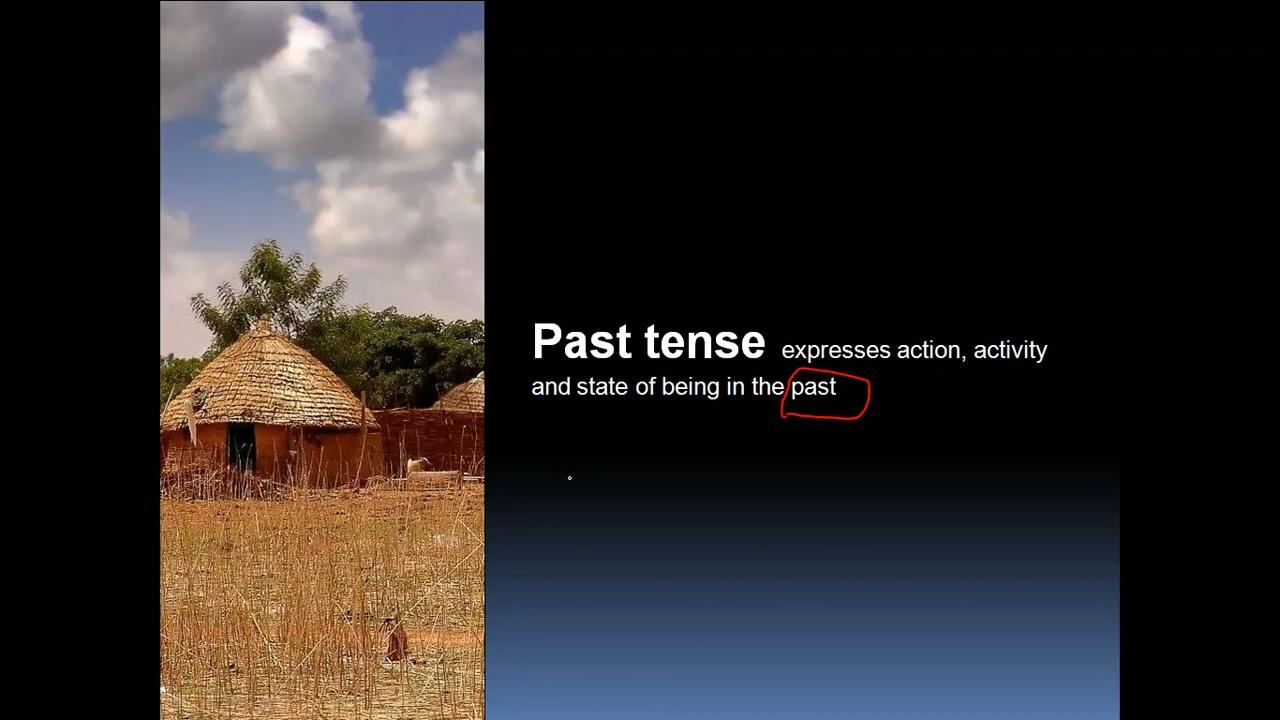 Past tense expresses action, activity
and state of being in the past